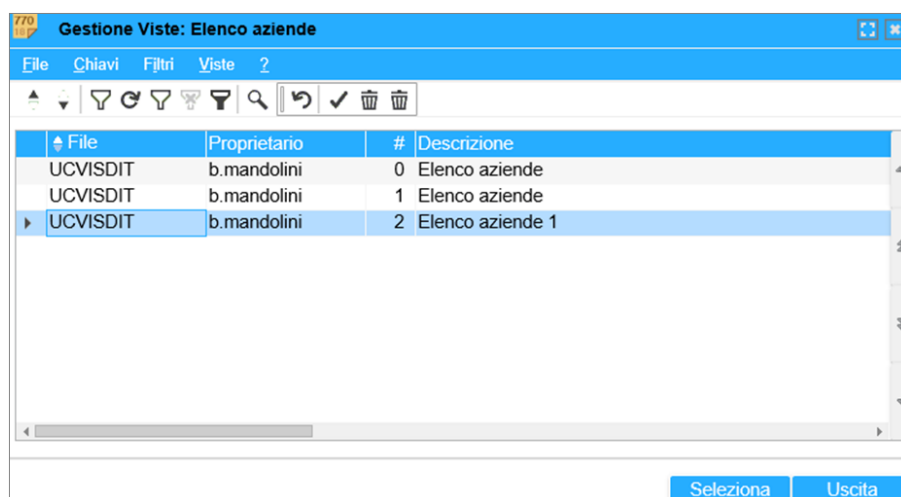 770
18
Gestione Viste: Elenco aziende
File Chiavi Filtri Viste ?
File Proprietario # Descrizione
UCVISDIT b.mandolini 0 Elenco aziende
UCVISDIT b.mandolini 1 Elenco aziende
UCVISDIT b.mandolini 2 Elenco aziende 1
Seleziona Uscita